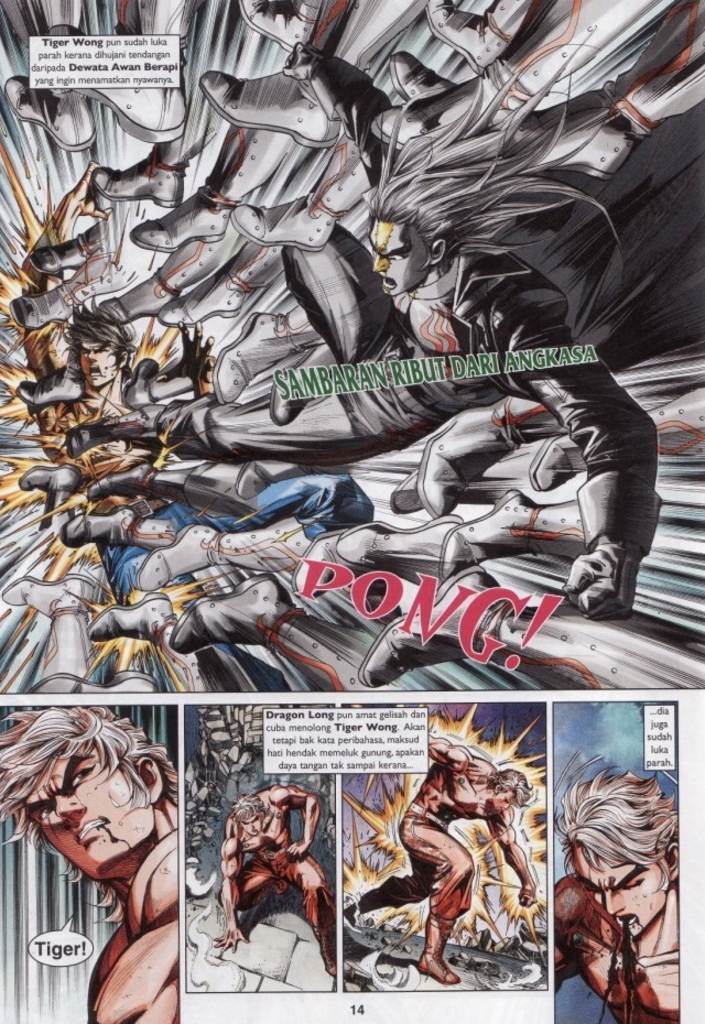 Tiger Wong pun sudah luka
parah kerana dihujani tendangan
daripada Dewata Awan Berapi
yang ingin menamatkan nyawanya.
SAMBARAN RIBUT DARI ANGKASA
PONG!
Tiger!
Dragon Long pun amat gelisah dan
cuba menolong Tiger Wong. Akan
tetapi bak kata peribahasa, maksud
hati hendak memeluk gunung, apakan
daya tangan tak sampai kerana...
...dia
juga
sudah
luka
parah.
14